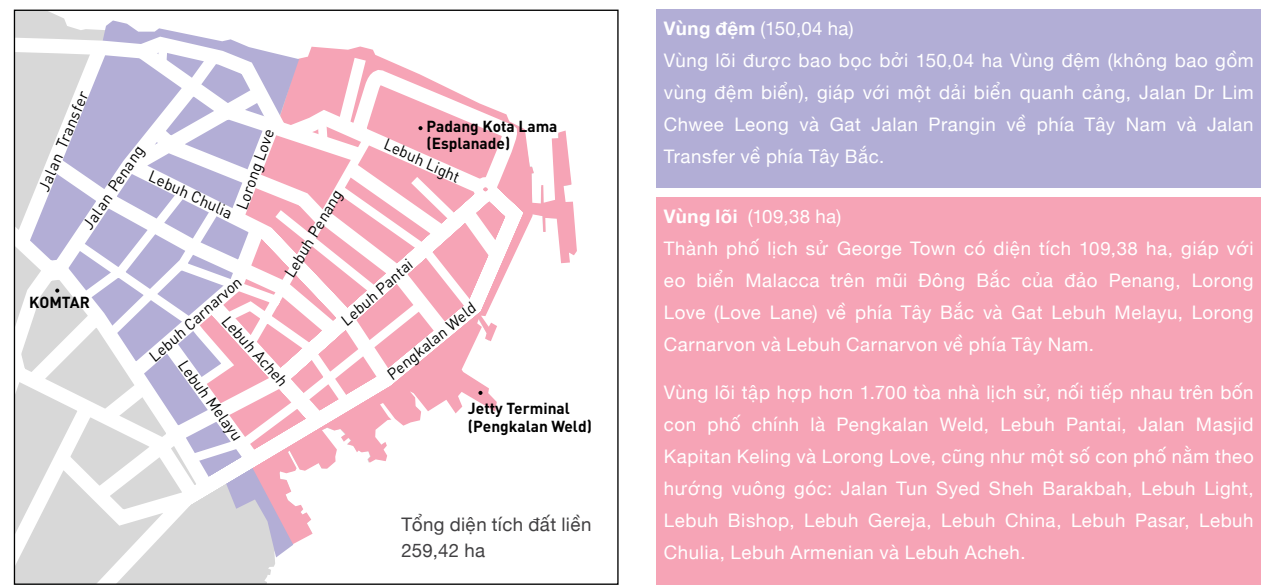 Jalan Transfer
Jalan Penang
Lebuh Chulia
Lorong Love
Lebuh Penang
Lebuh Light
• Padang Kota Lama
(Esplanade)
KOMTAR
Lebuh Carnarvon
Lebuh Acheh
Lebuh Melayu
Lebuh Pantai
Pengkalan Weld
Jetty Terminal
(Pengkalan Weld)
Tổng diện tích đất liền
259,42 ha
Vùng đệm (150,04 ha)
Vùng lõi được bao bọc bởi 150,04 ha Vùng đệm (không bao gồm
vùng đệm biển), giáp với một dải biển quanh cảng, Jalan Dr Lim
Chwee Leong và Gat Jalan Prangin về phía Tây Nam và Jalan
Transfer về phía Tây Bắc.
Vùng lõi (109,38 ha)
Thành phố lịch sử George Town có diện tích 109,38 ha, giáp với
eo biển Malacca trên mũi Đông Bắc của đảo Penang, Lorong
Love (Love Lane) về phía Tây Bắc và Gat Lebuh Melayu, Lorong
Carnarvon và Lebuh Carnarvon về phía Tây Nam.
Vùng lõi tập hợp hơn 1.700 tòa nhà lịch sử, nối tiếp nhau trên bốn
con phố chính là Pengkalan Weld, Lebuh Pantai, Jalan Masjid
Kapitan Keling và Lorong Love, cũng như một số con phố nằm theo
hướng vuông góc: Jalan Tun Syed Sheh Barakbah, Lebuh Light,
Lebuh Bishop, Lebuh Gereja, Lebuh China, Lebuh Pasar, Lebuh
Chulia, Lebuh Armenian và Lebuh Acheh.